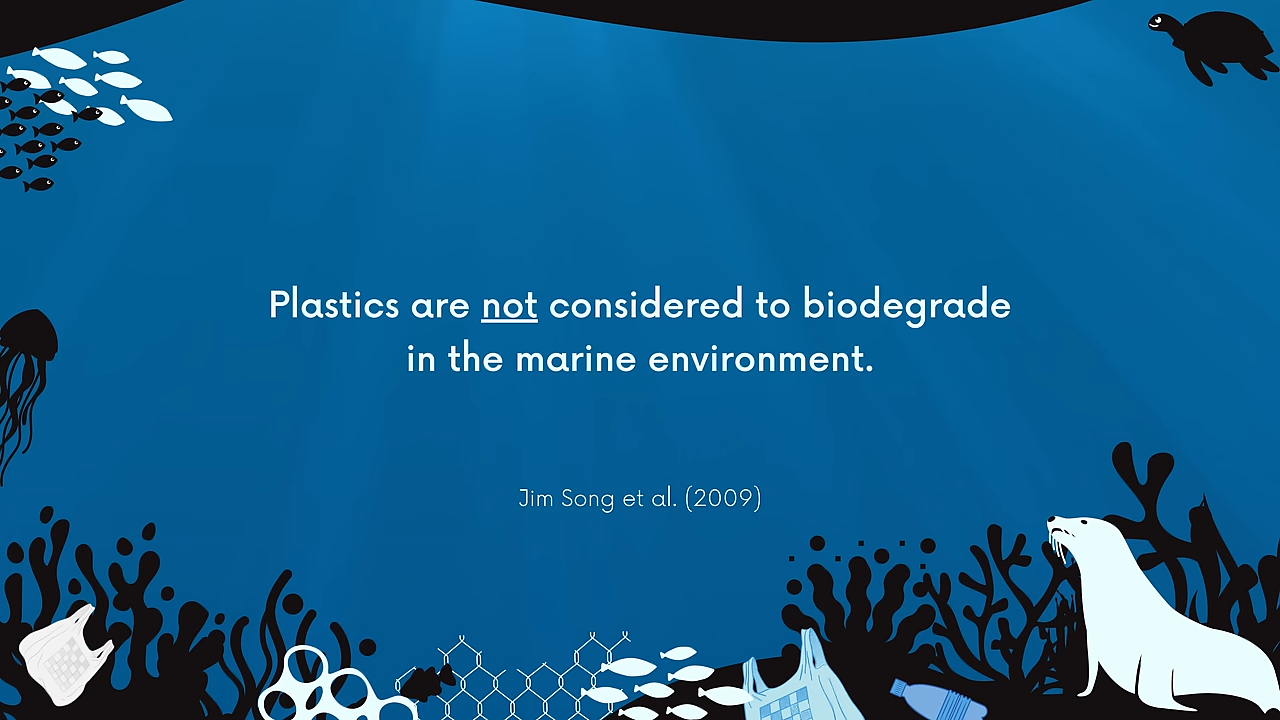 Plastics are not considered to biodegrade
in the marine environment.
Jim Song et al. (2009)